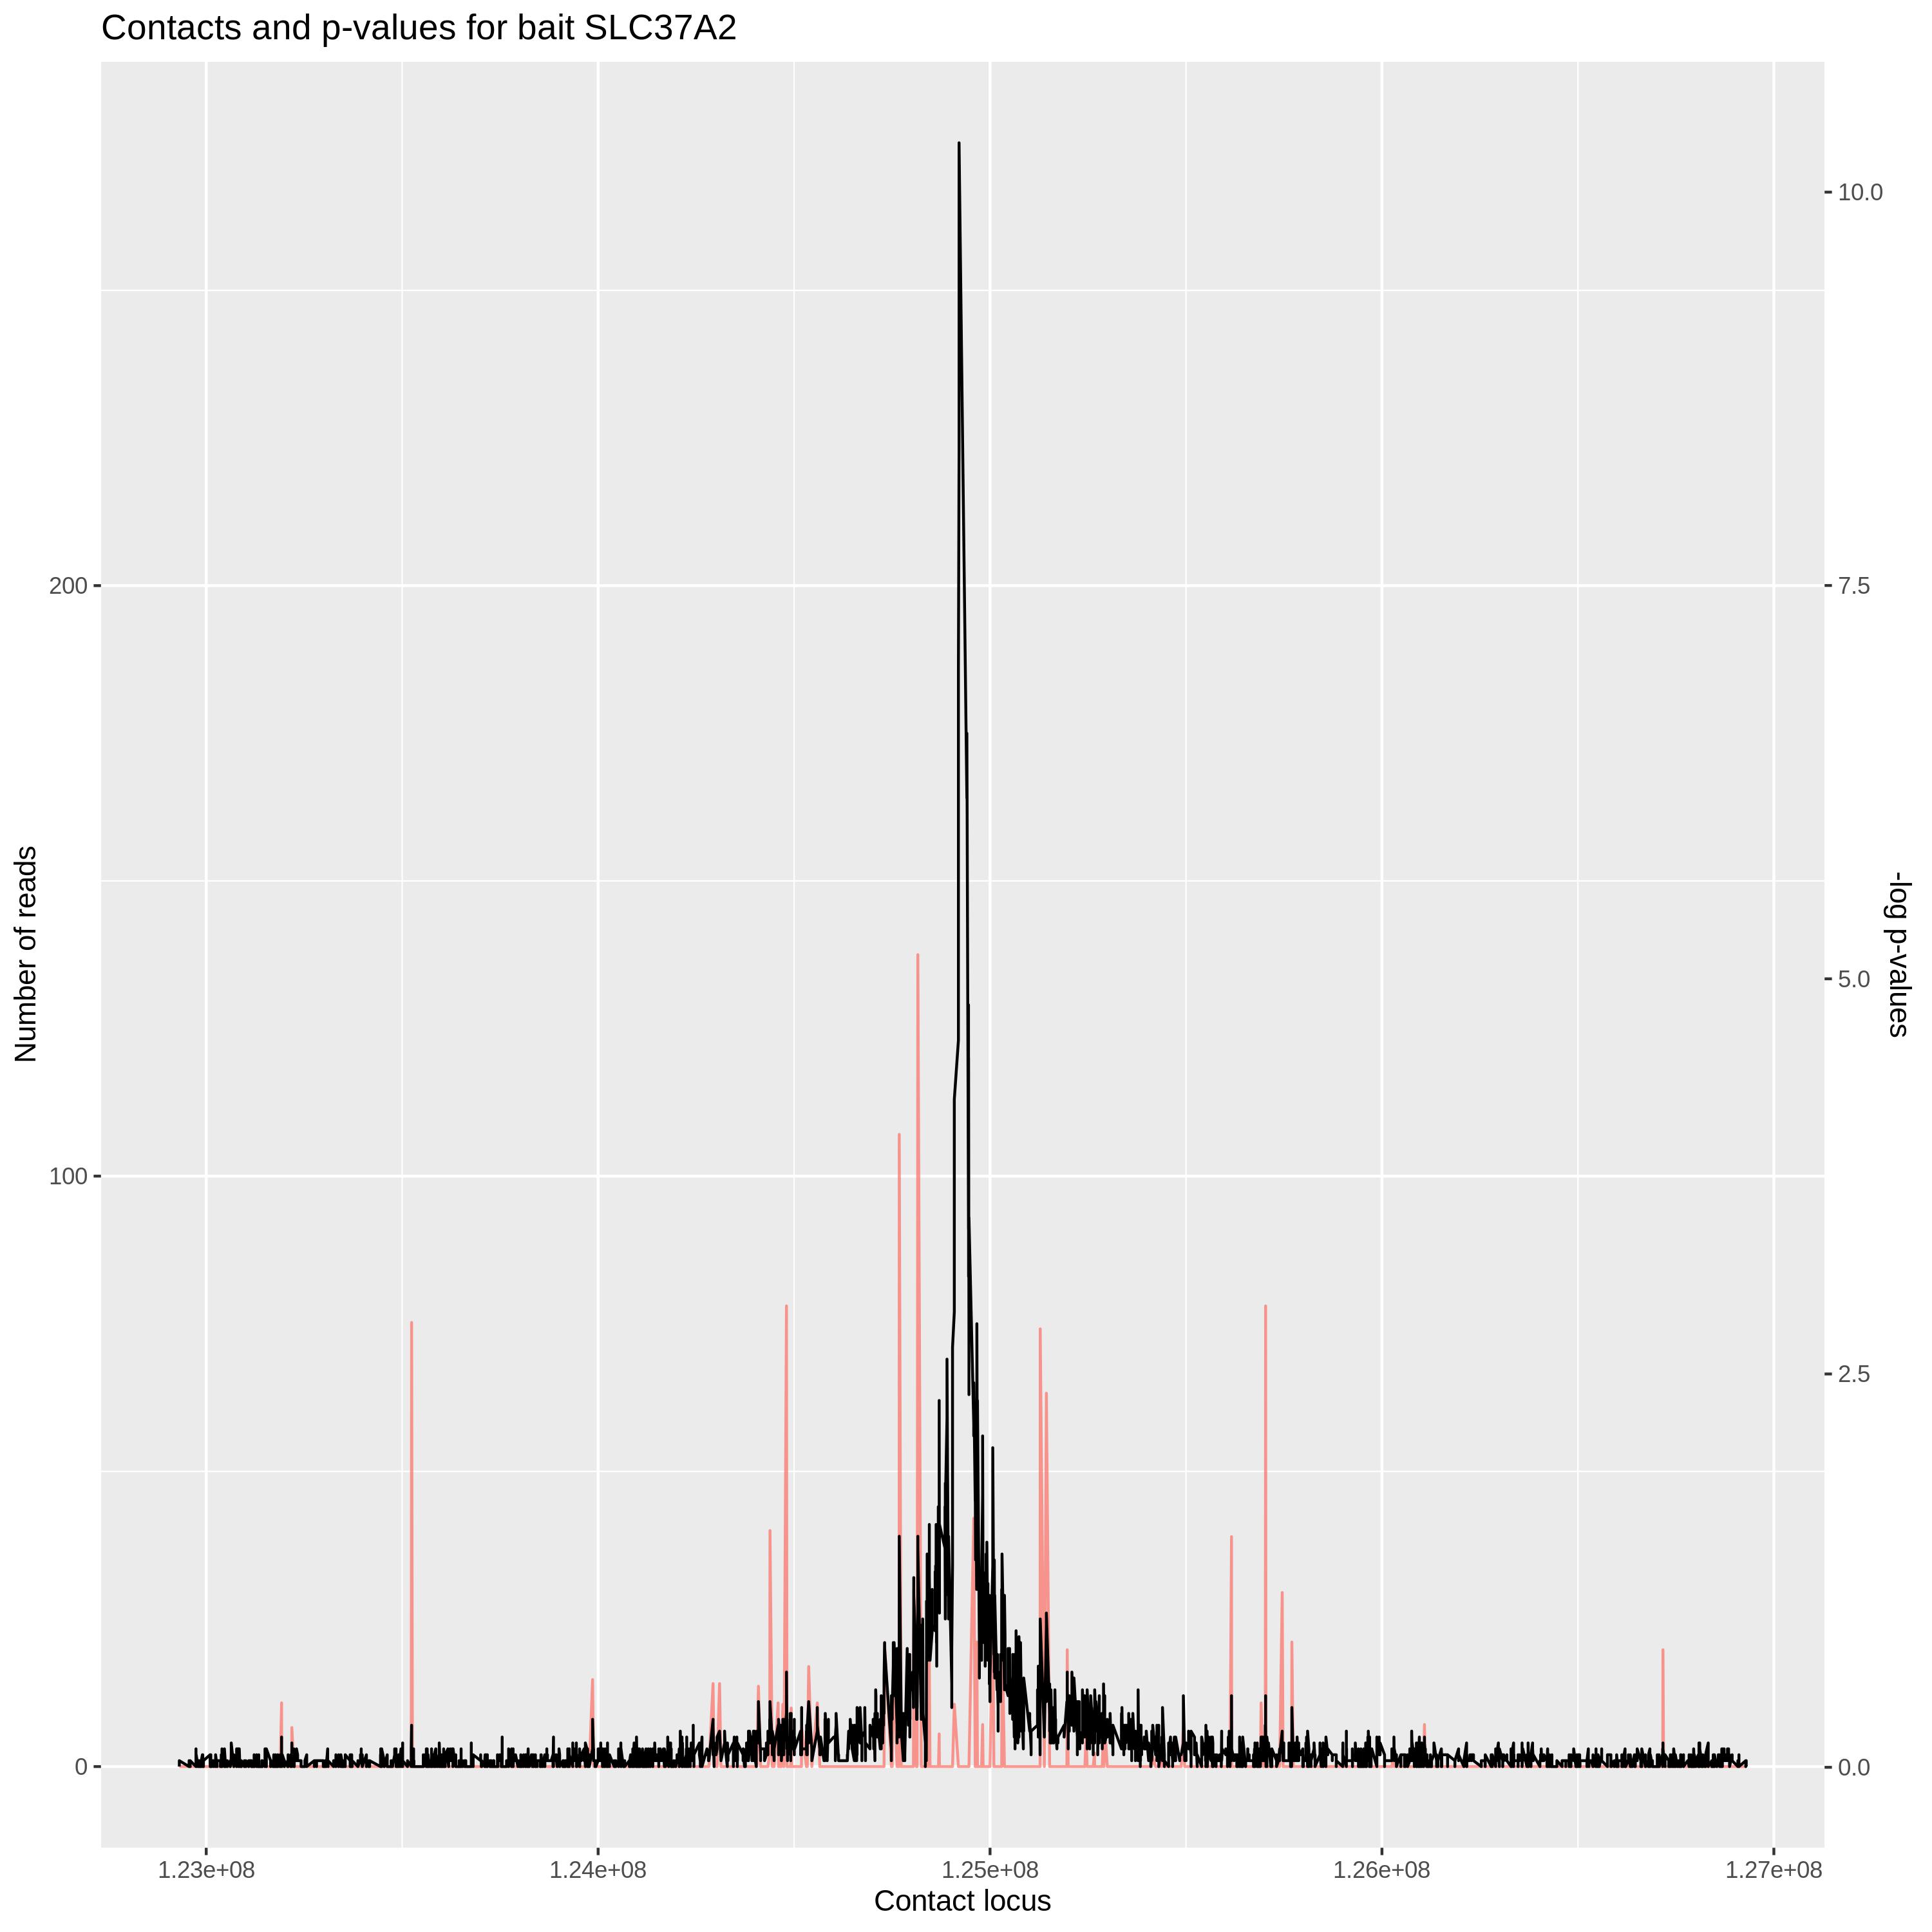 Contacts and p-values for bait SLC37A2
10.0
200
7.5
Number of reads
-log p-values
5.0
100
2.5
0
0.0
1.23e+08
1.24e+08
1.25e+08
1.26e+08
1.27e+08
Contact locus